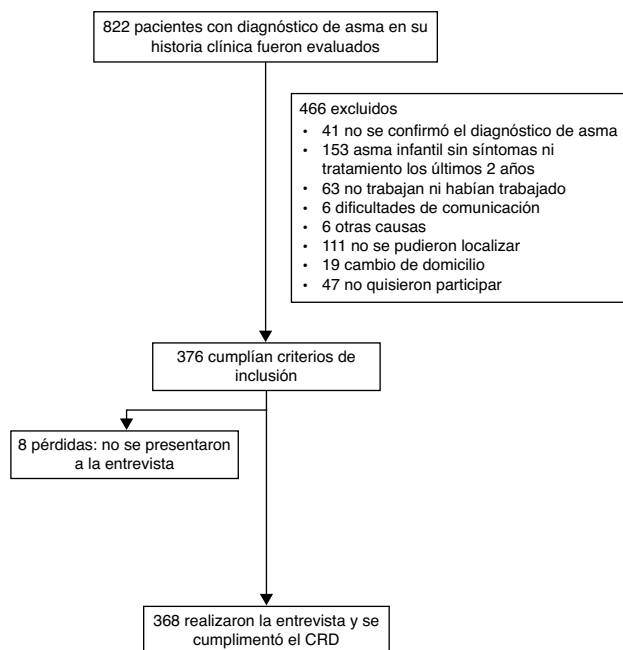 822 pacientes con diagnóstico de asma en su
historia clínica fueron evaluados
466 excluidos
• 41 no se confirmó el diagnóstico de asma
• 153 asma infantil sin síntomas ni
tratamiento los últimos 2 años
• 63 no trabajan ni habían trabajado
• 6 dificultades de comunicación
• 6 otras causas
• 111 no se pudieron localizar
• 19 cambio de domicilio
• 47 no quisieron participar
376 cumplían criterios de
inclusión
8 pérdidas: no se presentaron
a la entrevista
368 realizaron la entrevista y se
cumplimentó el CRD